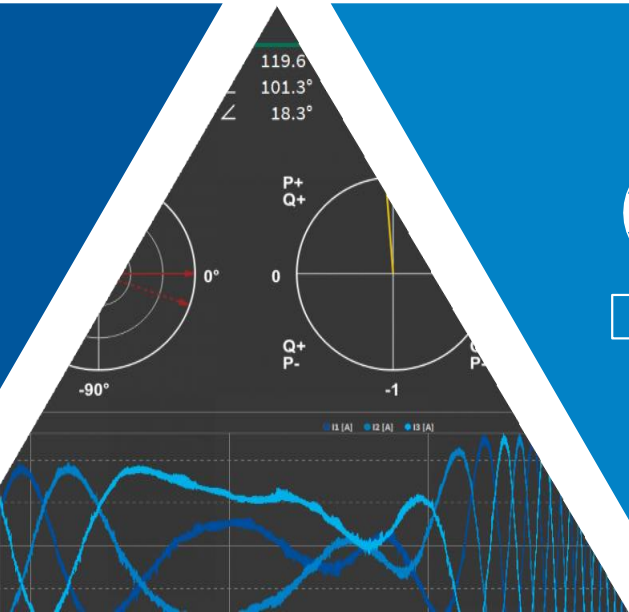 119.6
∠ 101.3°
∠ 18.3°
P+
Q+
0°
0
Q+
P-
P-
-90°
-1
I1 [A] I2 [A] I3 [A]